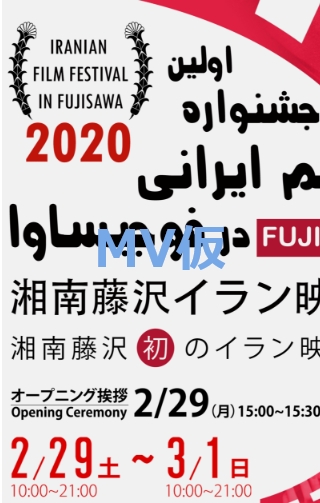 IRANIAN
FILM FESTIVAL
IN FUJISAWA
2020
اولین
جشنواره
م ایرانی
در فوجیساوا
FUJI
MV仮
湘南藤沢イラン映
湘南藤沢 初 のイラン映
オープニング挨拶
Opening Ceremony 2/29(月)15:00~15:30
2/29土 ~ 3/1日
10:00~21:00 10:00~21:00